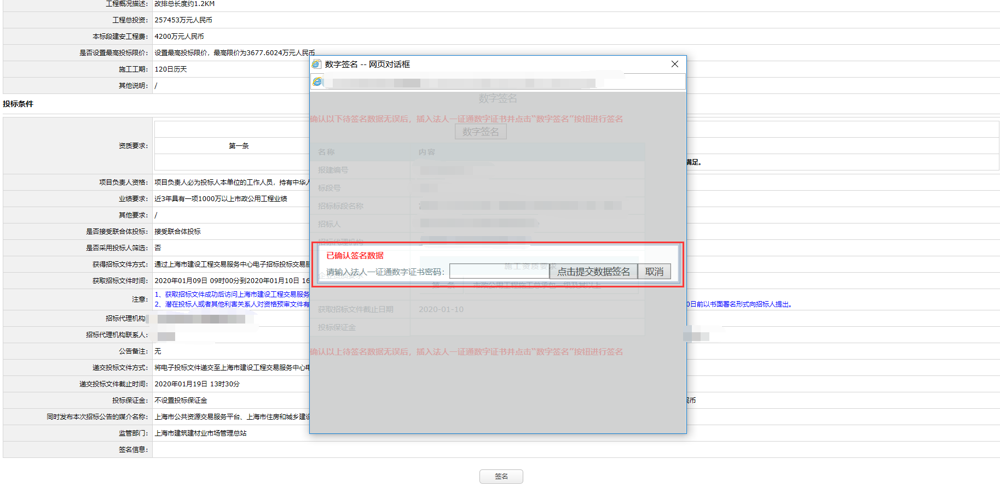 工程概况描述： 改排总长度约1.2KM
工程总投资： 257453万元人民币
本标段建安工程费： 4200万元人民币
是否设置最高投标限价： 设置最高投标限价，最高限价为3677.6024万元人民币
施工工期： 120日历天
其他说明： /
投标条件
资质要求： 第一条
满足。
项目负责人资格： 项目负责人必为投标人本单位的工作人员，持有中华人
业绩要求： 近3年具有一项1000万以上市政公用工程业绩
其他要求： /
是否接受联合体投标： 接受联合体投标
是否采用投标人筛选： 否
获得招标文件方式： 通过上海市建设工程交易服务中心电子招标投标交易服
获取招标文件时间： 2020年01月09日 09时00分到2020年01月10日 16
注意： 1、获取招标文件成功后访问上海市建设工程交易服务
2、潜在投标人或者其他利害关系人对资格预审文件有
0日前以书面署名形式向招标人提出。
招标代理机构
招标代理机构联系人：
公告备注： 无
递交投标文件方式： 将电子投标文件递交至上海市建设工程交易服务中心电
递交投标文件截止时间： 2020年01月19日 13时30分
投标保证金： 不设置投标保证金
民币
同时发布本次招标公告的媒介名称： 上海市公共资源交易服务平台、上海市住房和城乡建设
监管部门： 上海市建筑建材业市场管理总站
签名信息：
签名
数字签名 -- 网页对话框
数字签名
确认以下待签名数据无误后，插入法人一证通数字证书并点击“数字签名”按钮进行签名
数字签名
名称 内容
报建编号
标段号
招标标段名称
招标人
招标代理机构
已确认签名数据
施工资质要求
请输入法人一证通数字证书密码： 点击提交数据签名 取消
企业资质要求
第一条 市政公用工程施工总承包一级及其以上
获取招标文件截止日期 2020-01-10
投标保证金
确认以上待签名数据无误后，插入法人一证通数字证书并点击“数字签名”按钮进行签名